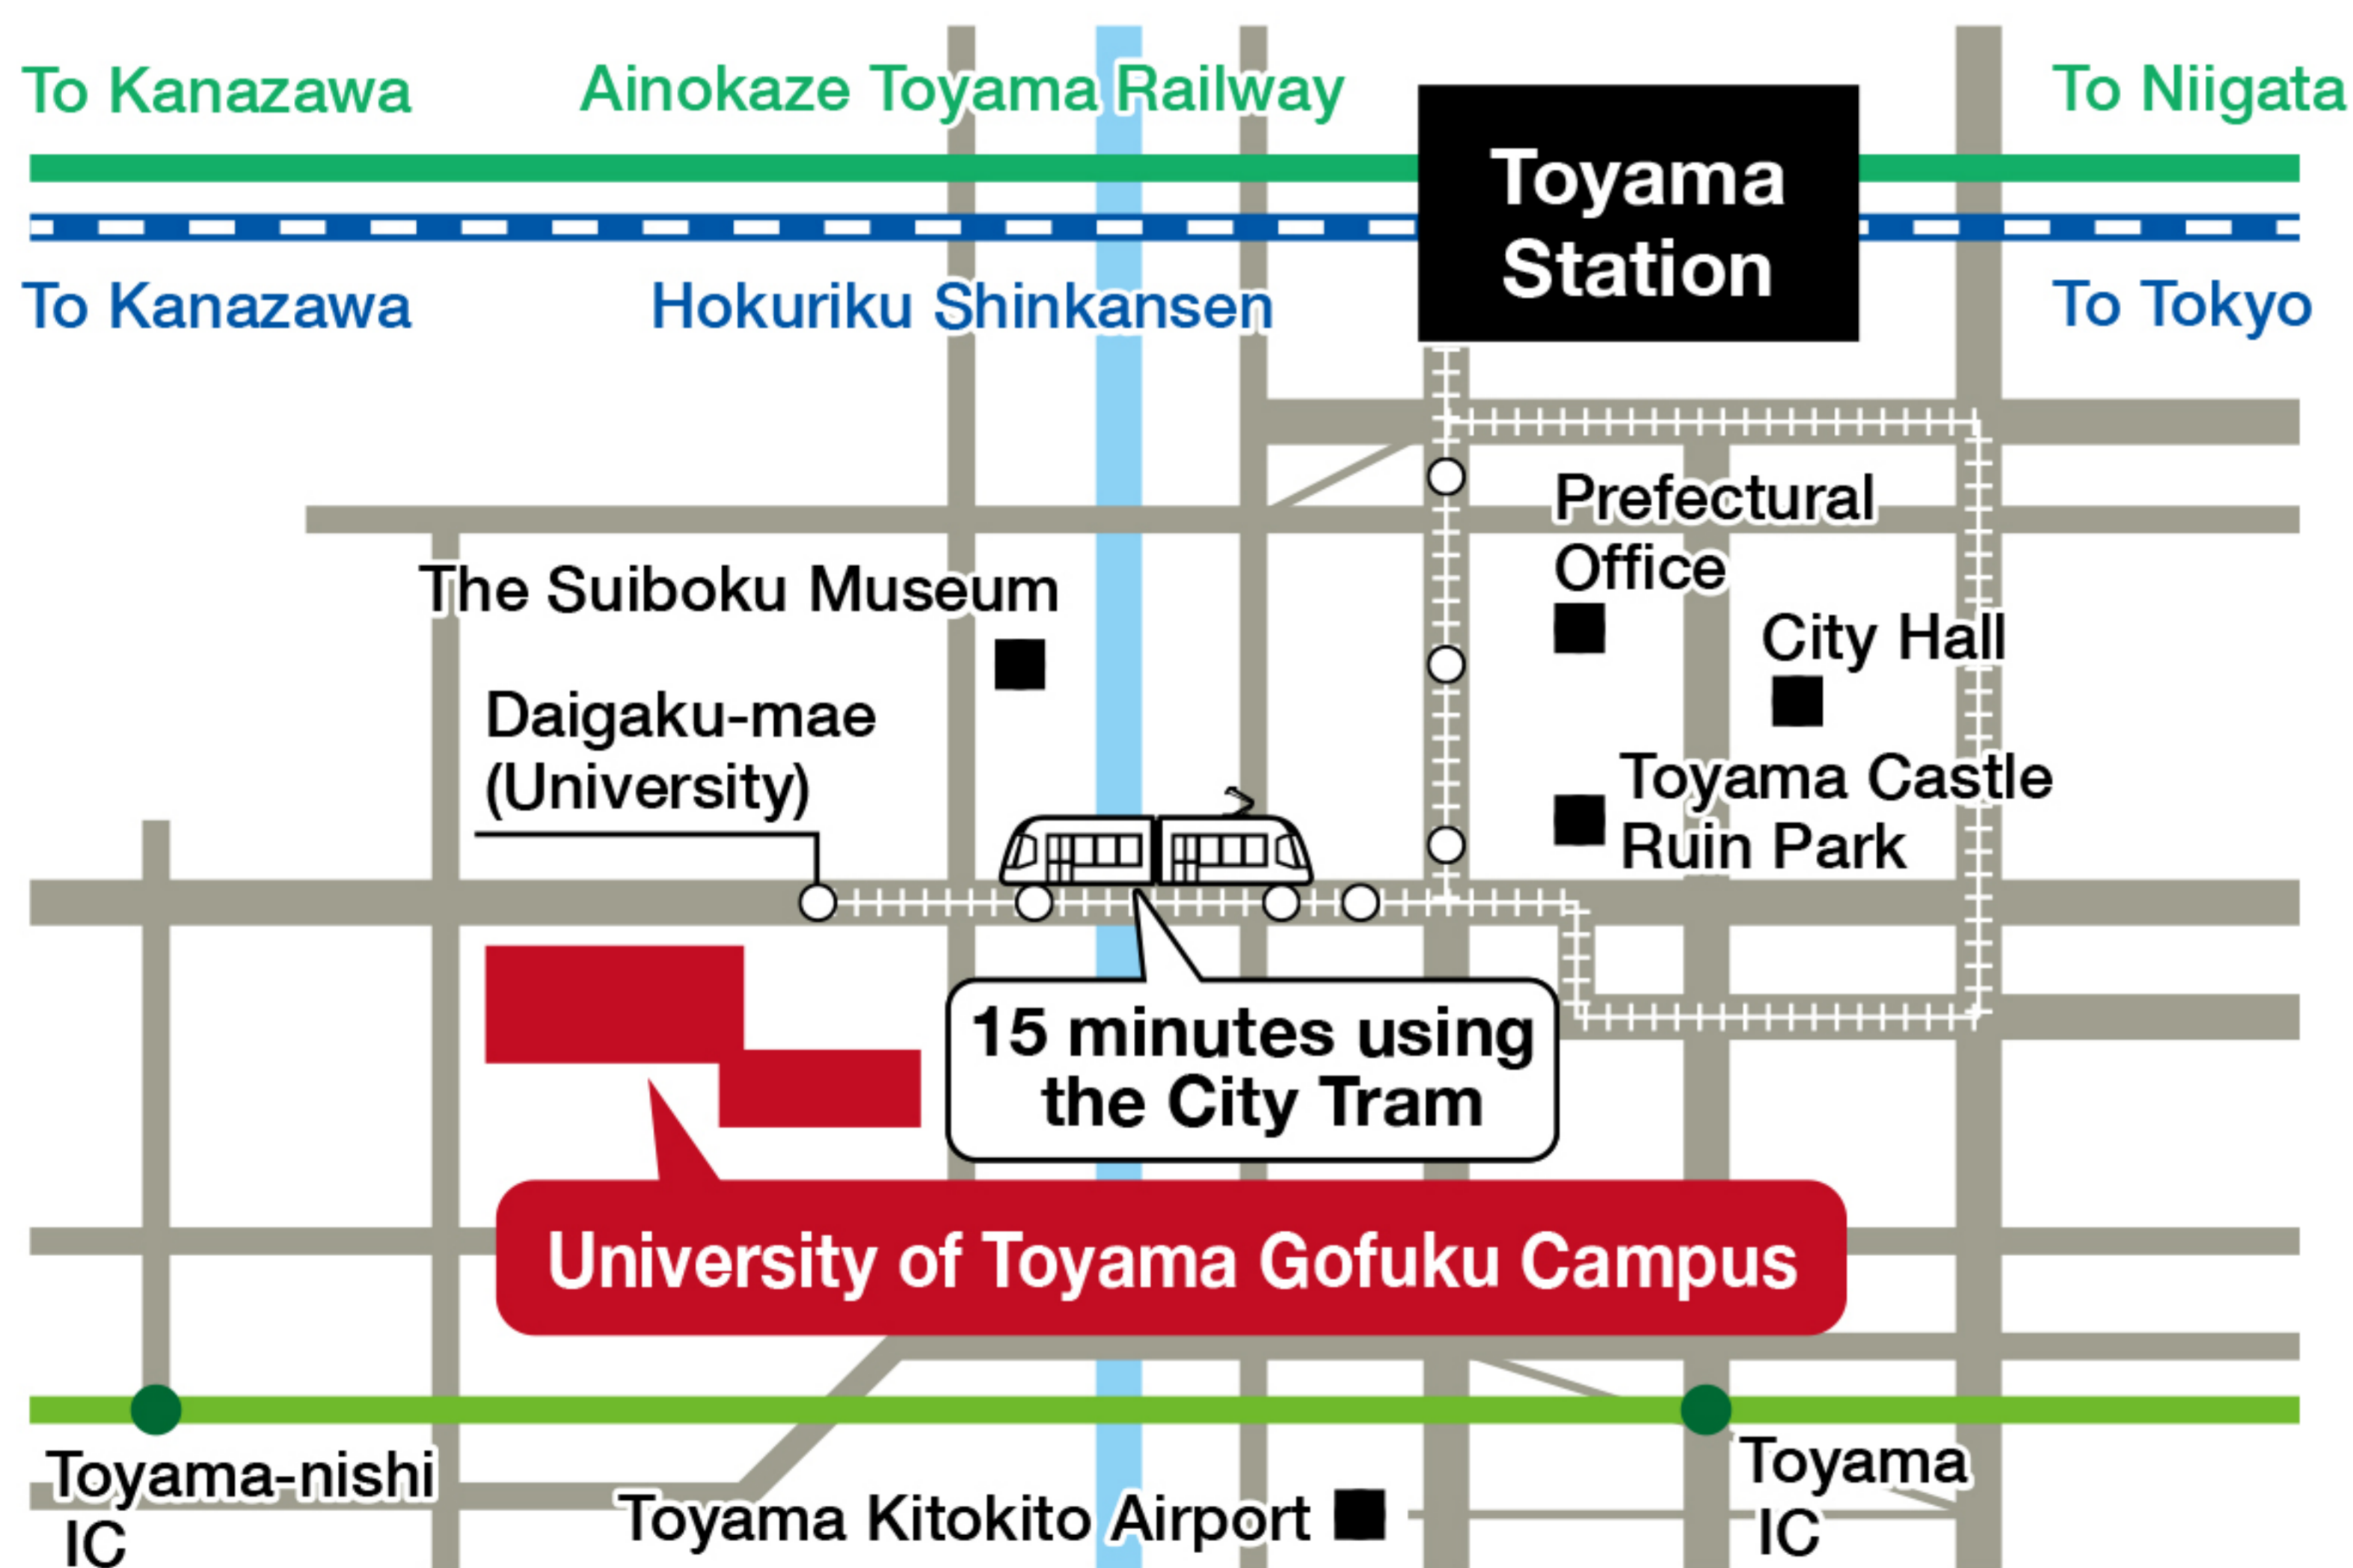 To Kanazawa
Ainokaze Toyama Railway
To Niigata
Toyama
Station
To Kanazawa
Hokuriku Shinkansen
To Tokyo
Prefectural
Office
The Suiboku Museum
City Hall
Daigaku-mae
(University)
Toyama Castle
Ruin Park
15 minutes using
the City Tram
University of Toyama Gofuku Campus
Toyama-nishi
IC
Toyama Kitokito Airport
Toyama
IC